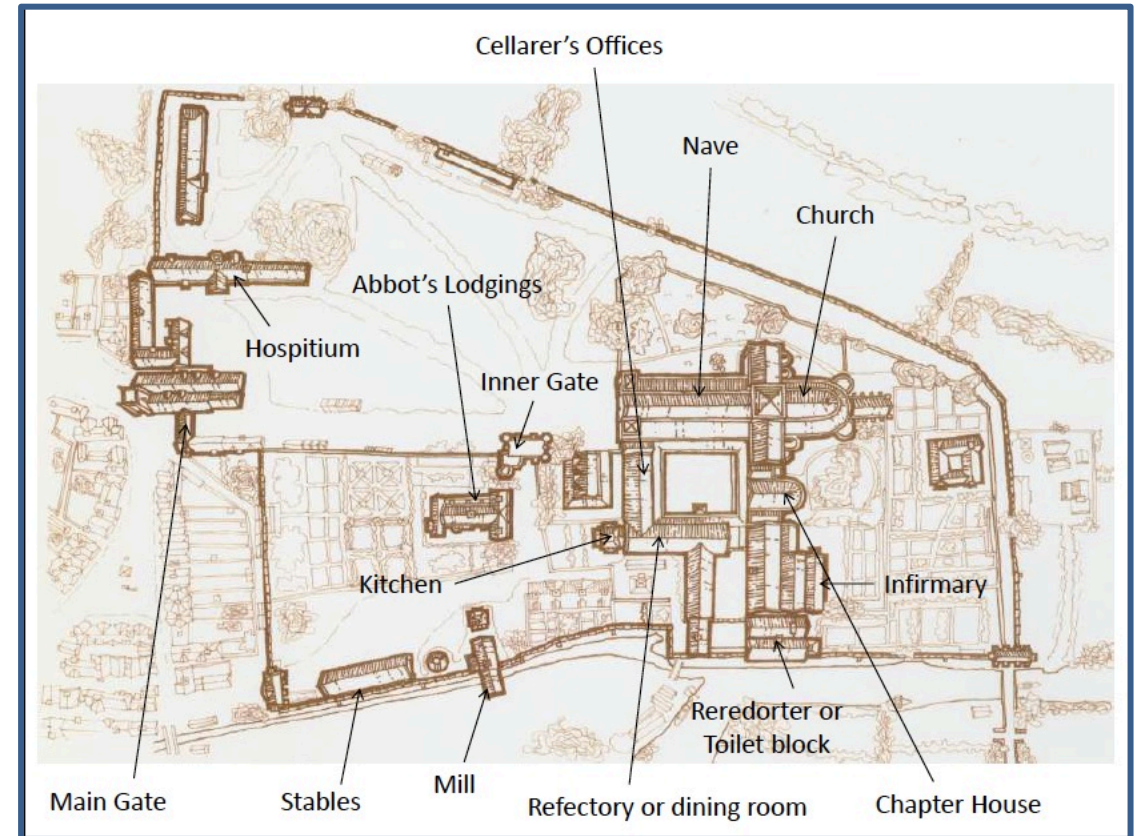 Cellarer's Offices
Nave
Church
Abbot's Lodgings
Hospitium
Inner Gate
Kitchen
Infirmary
Reredorter or
Toilet block
Main Gate
Stables
Mill
Refectory or dining room
Chapter House